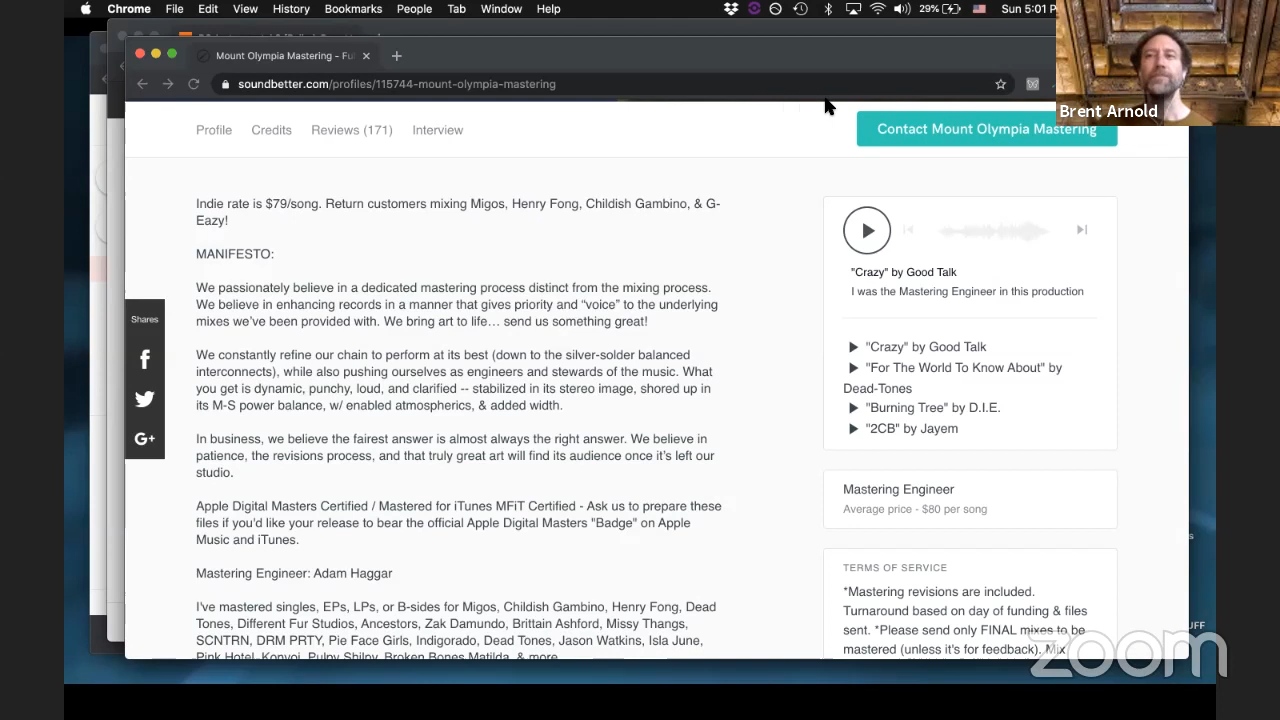 Chrome File Edit View History Bookmarks People Tab Window Help 29% Sun 5:01 P
Mount Olympia Mastering - Fu
soundbetter.com/profiles/115744-mount-olympia-mastering
Brent Arnold
Profile Credits Reviews (171) Interview
Contact Mount Olympia Mastering
Indie rate is $79/song. Return customers mixing Migos, Henry Fong, Childish Gambino, & G-
Eazy!
MANIFESTO:
We passionately believe in a dedicated mastering process distinct from the mixing process.
We believe in enhancing records in a manner that gives priority and “voice” to the underlying
mixes we’ve been provided with. We bring art to life… send us something great!
We constantly refine our chain to perform at its best (down to the silver-solder balanced
interconnects), while also pushing ourselves as engineers and stewards of the music. What
you get is dynamic, punchy, loud, and clarified -- stabilized in its stereo image, shored up in
its M-S power balance, w/ enabled atmospherics, & added width.
In business, we believe the fairest answer is almost always the right answer. We believe in
patience, the revisions process, and that truly great art will find its audience once it’s left our
studio.
Apple Digital Masters Certified / Mastered for iTunes MFiT Certified - Ask us to prepare these
files if you'd like your release to bear the official Apple Digital Masters "Badge" on Apple
Music and iTunes.
Mastering Engineer: Adam Haggar
I've mastered singles, EPs, LPs, or B-sides for Migos, Childish Gambino, Henry Fong, Dead
Tones, Different Fur Studios, Ancestors, Zak Damundo, Brittain Ashford, Missy Thangs,
SCNTRN, DRM PRTY, Pie Face Girls, Indigorado, Dead Tones, Jason Watkins, Isla June,
Pink Hotel, Konvoi, Pulpy Shilpy, Broken Bones Matilda, & more
Shares
"Crazy" by Good Talk
I was the Mastering Engineer in this production
"Crazy" by Good Talk
"For The World To Know About" by
Dead-Tones
"Burning Tree" by D.I.E.
"2CB" by Jayem
Mastering Engineer
Average price - $80 per song
TERMS OF SERVICE
*Mastering revisions are included.
Turnaround based on day of funding & files
sent. *Please send only FINAL mixes to be
mastered (unless it's for feedback). Mix
UFF
zoom